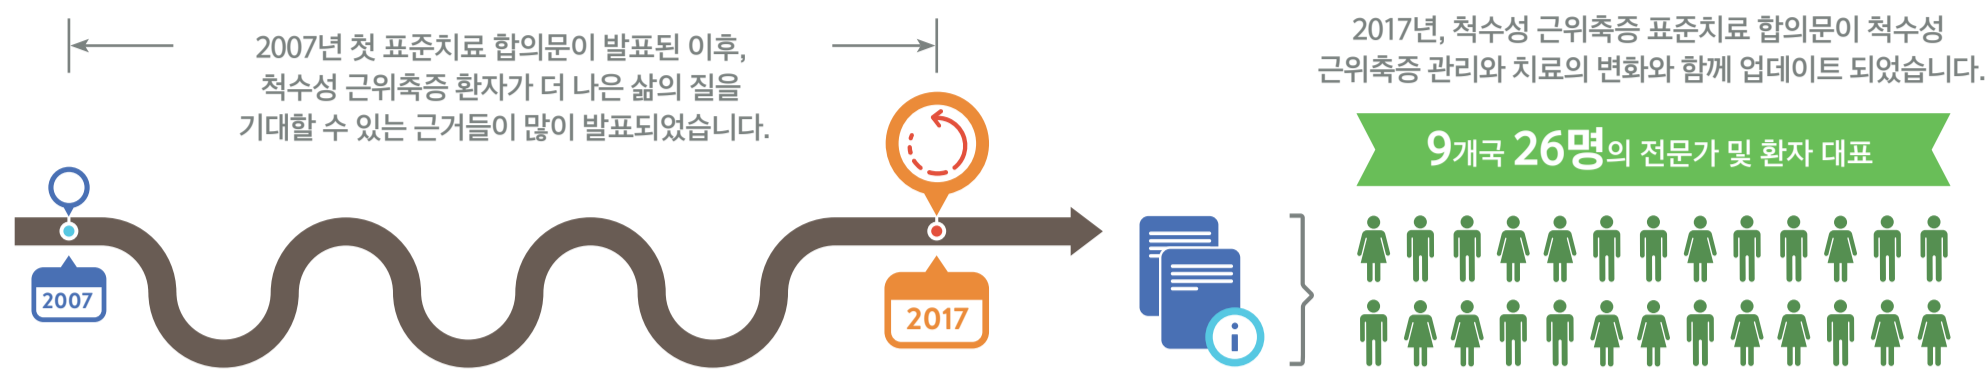 2007년 첫 표준치료 합의문이 발표된 이후,
척수성 근위축증 환자가 더 나은 삶의 질을
기대할 수 있는 근거들이 많이 발표되었습니다.
2007
2017
2017년, 척수성 근위축증 표준치료 합의문이 척수성
근위축증 관리와 치료의 변화와 함께 업데이트 되었습니다.
9개국 26명의 전문가 및 환자 대표
i